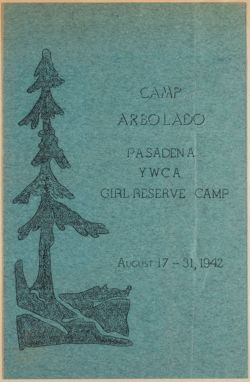 CAMP
ARBOLADO
PASADENA
YWCA
GIRL RESERVE CAMP
AUGUST 17 - 31, 1942